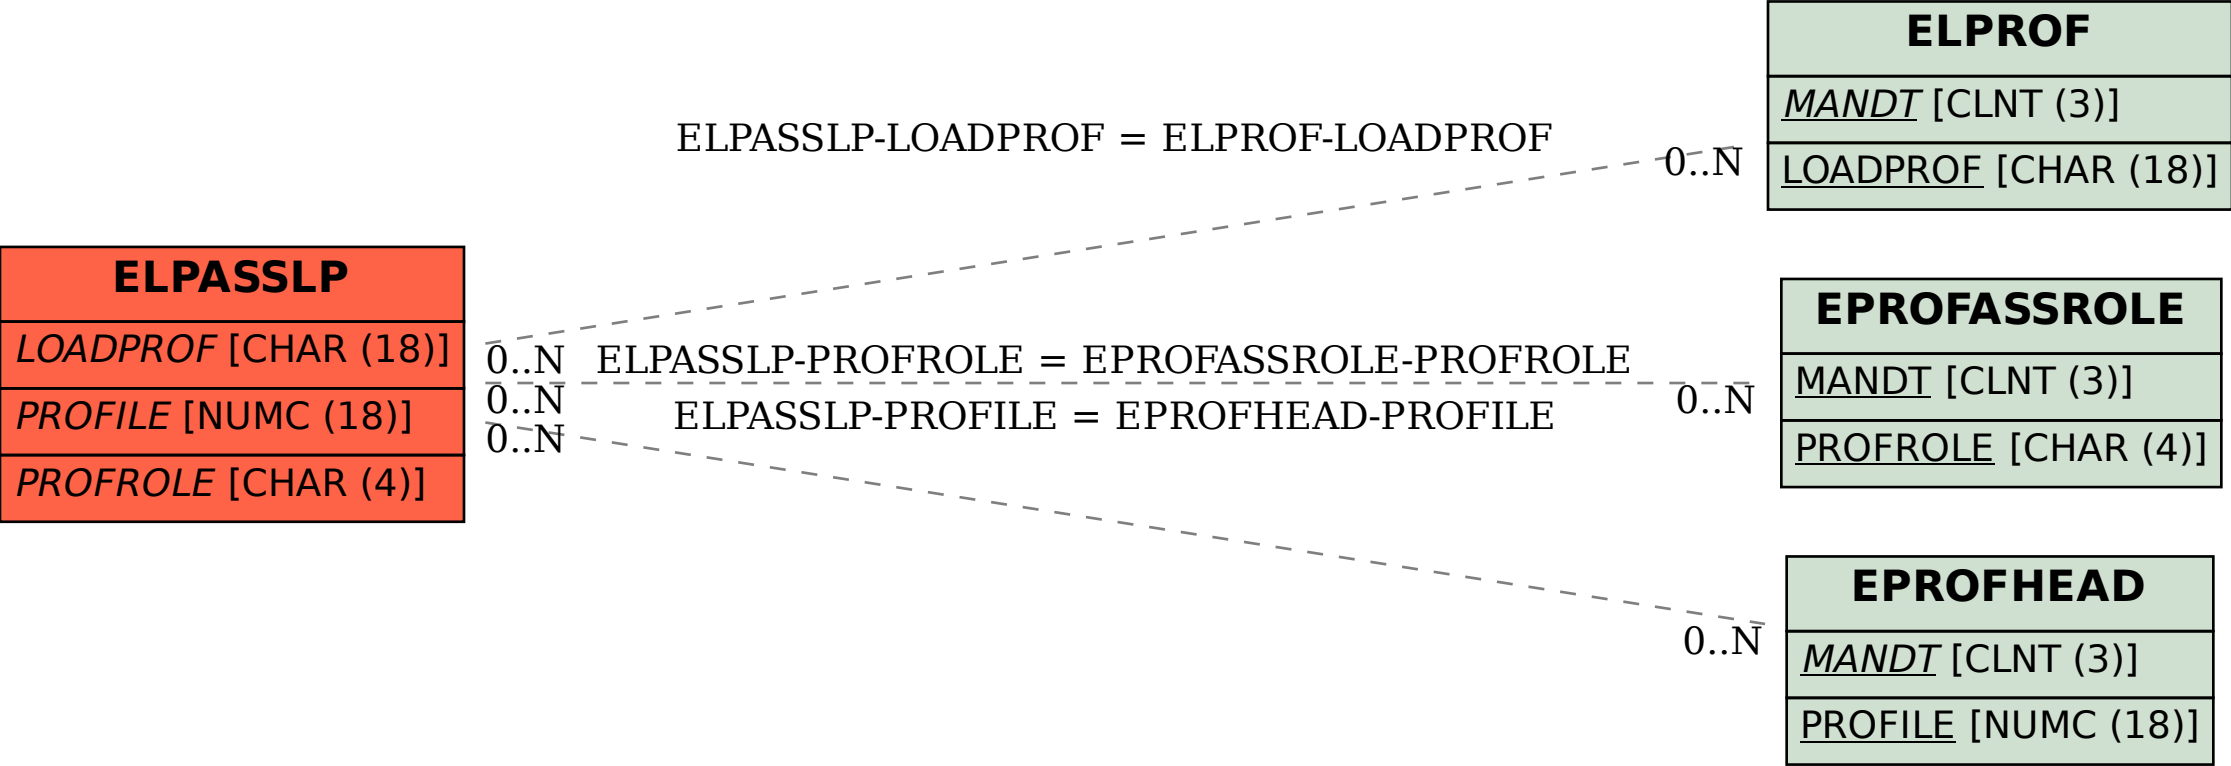 ELPASSLP
LOADPROF [CHAR (18)]
PROFILE [NUMC (18)]
PROFROLE [CHAR (4)]
ELPASSLP-LOADPROF = ELPROF-LOADPROF
0..N
0..N
ELPASSLP-PROFROLE = EPROFASSROLE-PROFROLE
0..N
0..N
ELPASSLP-PROFILE = EPROFHEAD-PROFILE
0..N
0..N
ELPROF
MANDT [CLNT (3)]
LOADPROF [CHAR (18)]
EPROFASSROLE
MANDT [CLNT (3)]
PROFROLE [CHAR (4)]
EPROFHEAD
MANDT [CLNT (3)]
PROFILE [NUMC (18)]